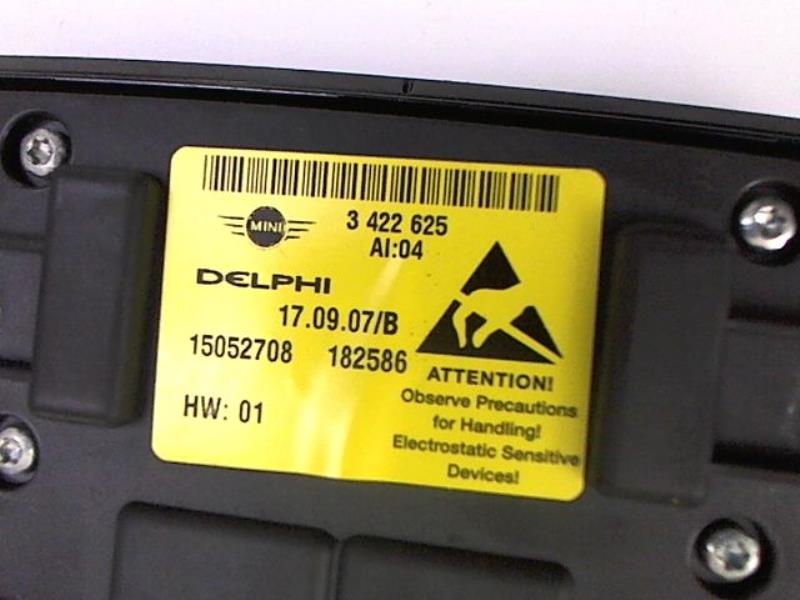 MINI
3 422 625
AI:04
DELPHI
17.09.07/B
15052708 182586
HW: 01
ATTENTION!
Observe Precautions
for Handling!
Electrostatic Sensitive
Devices!